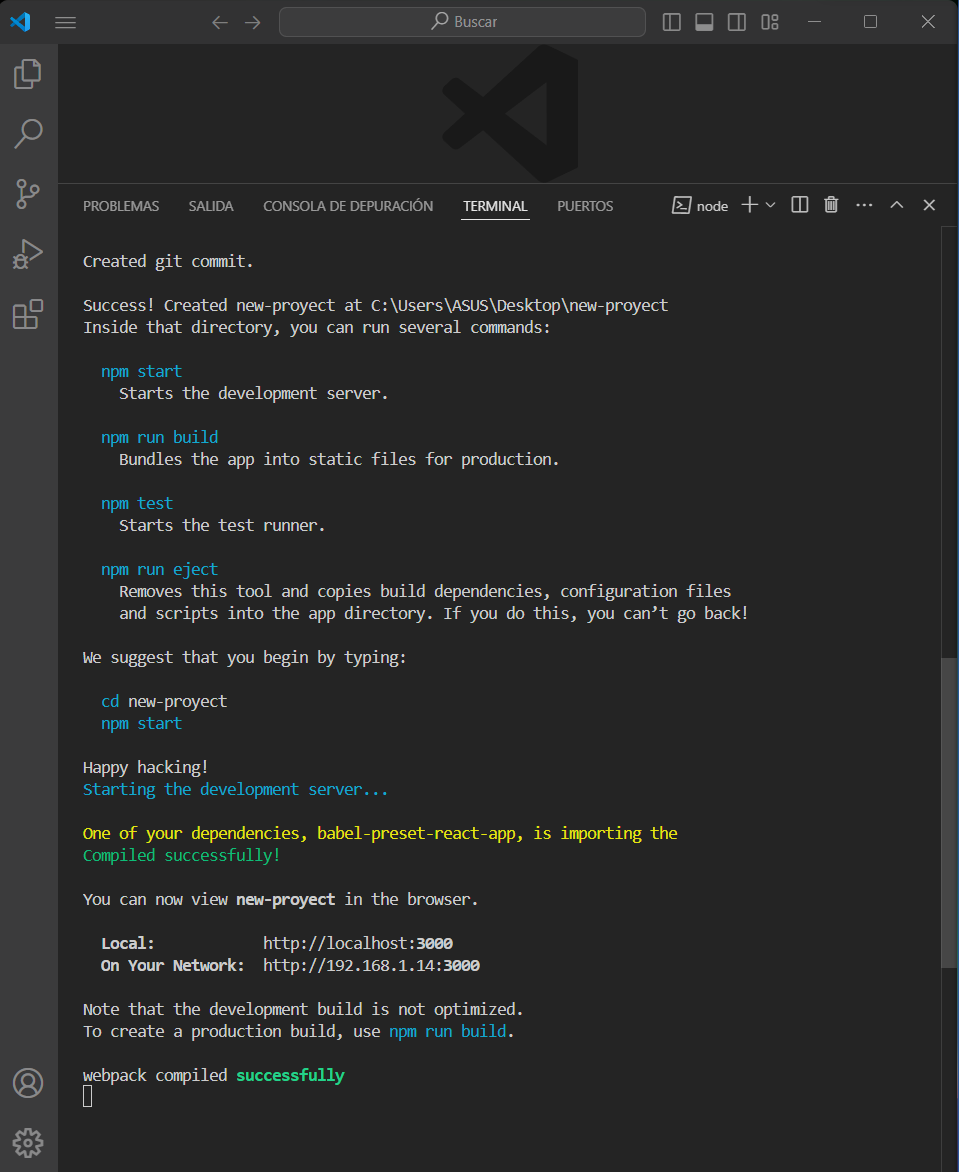 Buscar
PROBLEMAS SALIDA CONSOLA DE DEPURACIÓN TERMINAL PUERTOS node
Created git commit.
Success! Created new-proyect at C:\Users\ASUS\Desktop\new-proyect
Inside that directory, you can run several commands:
npm start
Starts the development server.
npm run build
Bundles the app into static files for production.
npm test
Starts the test runner.
npm run eject
Removes this tool and copies build dependencies, configuration files
and scripts into the app directory. If you do this, you can’t go back!
We suggest that you begin by typing:
cd new-proyect
npm start
Happy hacking!
Starting the development server...
One of your dependencies, babel-preset-react-app, is importing the
Compiled successfully!
You can now view new-proyect in the browser.
Local: http://localhost:3000
On Your Network: http://192.168.1.14:3000
Note that the development build is not optimized.
To create a production build, use npm run build.
webpack compiled successfully